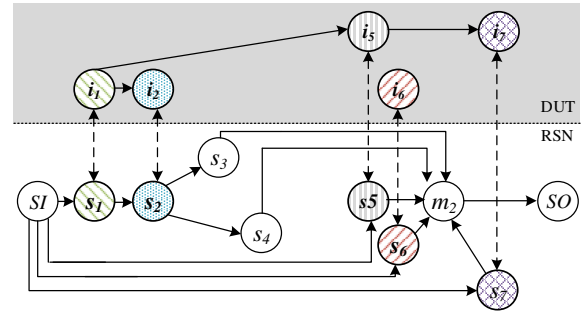 i5 i7
i1 i2 i6
DUT
RSN
s3
SI s1 s2 s5 m2 SO
s4 s6
s7